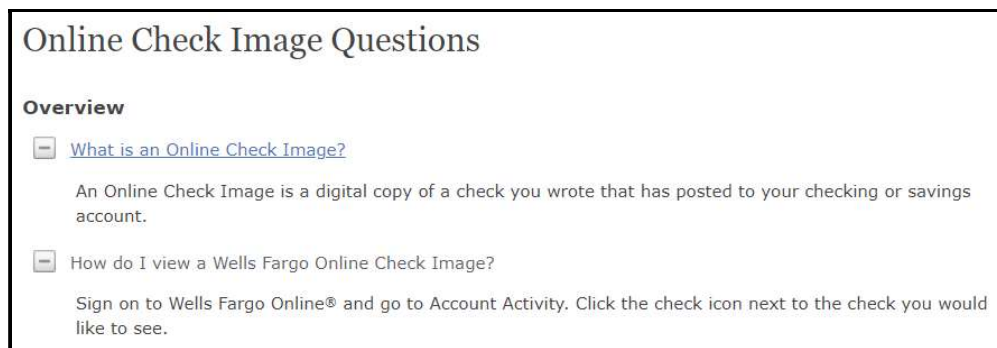 Online Check Image Questions
Overview
What is an Online Check Image?
An Online Check Image is a digital copy of a check you wrote that has posted to your checking or savings
account.
How do I view a Wells Fargo Online Check Image?
Sign on to Wells Fargo Online® and go to Account Activity. Click the check icon next to the check you would
like to see.